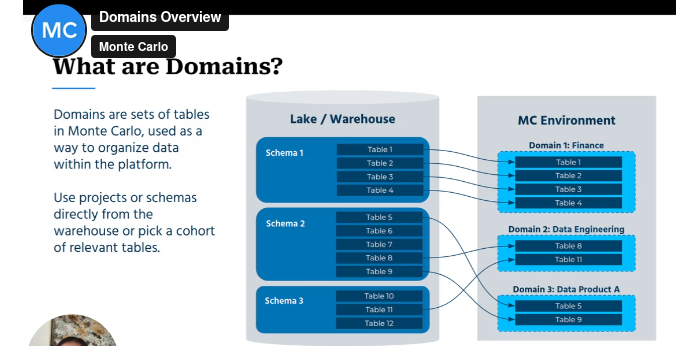 MC
Domains Overview
Monte Carlo
What are Domains?
Domains are sets of tables
in Monte Carlo, used as a
way to organize data
within the platform.
Use projects or schemas
directly from the
warehouse or pick a cohort
of relevant tables.
Lake / Warehouse
Schema 1
Table 1
Table 2
Table 3
Table 4
Schema 2
Table 5
Table 6
Table 7
Table 8
Table 9
Schema 3
Table 10
Table 11
Table 12
MC Environment
Domain 1: Finance
Table 1
Table 2
Table 3
Table 4
Domain 2: Data Engineering
Table 8
Table 11
Domain 3: Data Product A
Table 5
Table 9